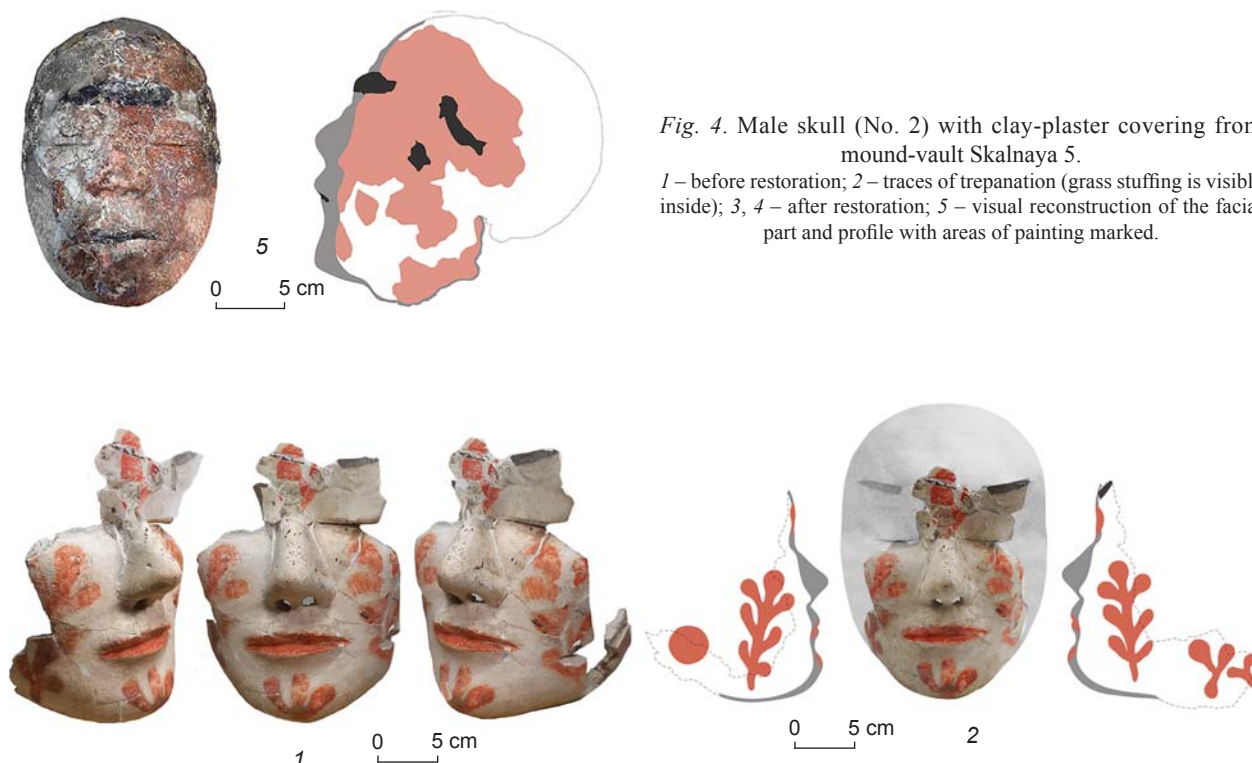 Fig. 4. Male skull (No. 2) with clay-plaster covering from
mound-vault Skalnaya 5.
1 – before restoration; 2 – traces of trepanation (grass stuffing is visibl
inside); 3, 4 – after restoration; 5 – visual reconstruction of the facia
part and profile with areas of painting marked.
5
0 5 cm
1
0 5 cm
0 5 cm
2